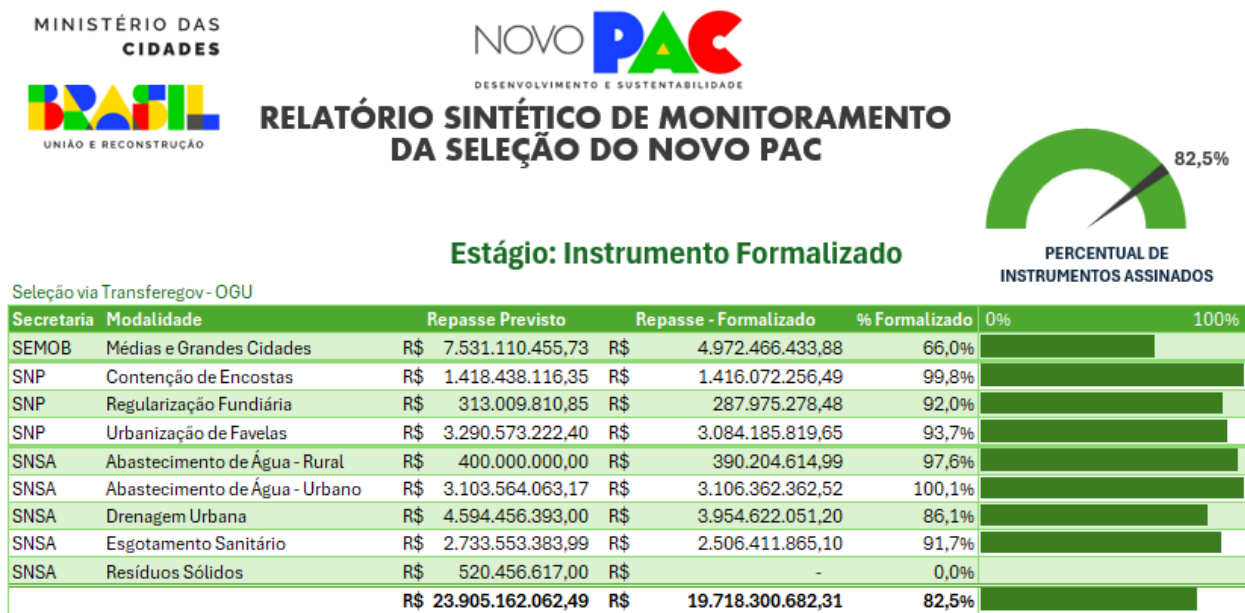 MINISTÉRIO DAS
CIDADES
BRASIL
UNIÃO E RECONSTRUÇÃO
NOVO PAC
DESENVOLVIMENTO E SUSTENTABILIDADE
RELATÓRIO SINTÉTICO DE MONITORAMENTO
DA SELEÇÃO DO NOVO PAC
82,5%
PERCENTUAL DE
INSTRUMENTOS ASSINADOS
Estágio: Instrumento Formalizado
Seleção via Transferegov - OGU
Secretaria Modalidade Repasse Previsto Repasse - Formalizado % Formalizado 0% 100%
SEMOB Médias e Grandes Cidades R$ 7.531.110.455,73 R$ 4.972.466.433,88 66,0%
SNP Contenção de Encostas R$ 1.418.438.116,35 R$ 1.416.072.256,49 99,8%
SNP Regularização Fundiária R$ 313.009.810,85 R$ 287.975.278,48 92,0%
SNP Urbanização de Favelas R$ 3.290.573.222,40 R$ 3.084.185.819,65 93,7%
SNSA Abastecimento de Água - Rural R$ 400.000.000,00 R$ 390.204.614,99 97,6%
SNSA Abastecimento de Água - Urbano R$ 3.103.564.063,17 R$ 3.106.362.362,52 100,1%
SNSA Drenagem Urbana R$ 4.594.456.393,00 R$ 3.954.622.051,20 86,1%
SNSA Esgotamento Sanitário R$ 2.733.553.383,99 R$ 2.506.411.865,10 91,7%
SNSA Resíduos Sólidos R$ 520.456.617,00 R$ - 0,0%
R$ 23.905.162.062,49 R$ 19.718.300.682,31 82,5%